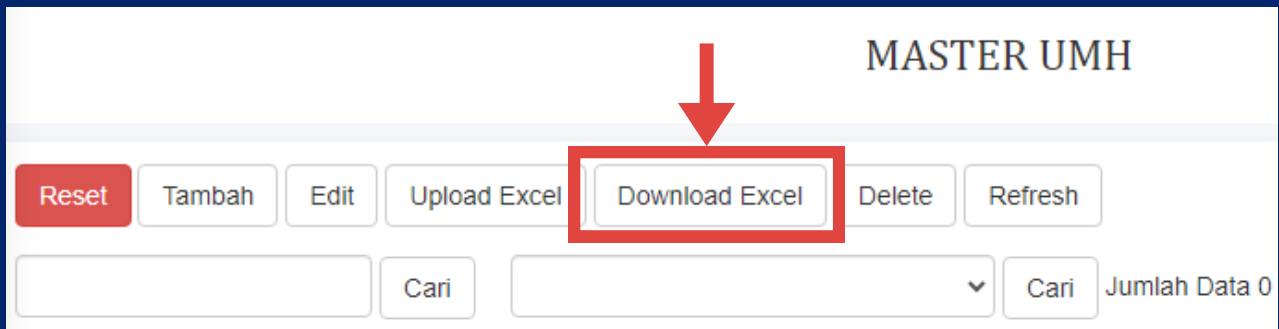 MASTER UMH
Reset Tambah Edit Upload Excel Download Excel Delete Refresh
Cari Cari Jumlah Data 0